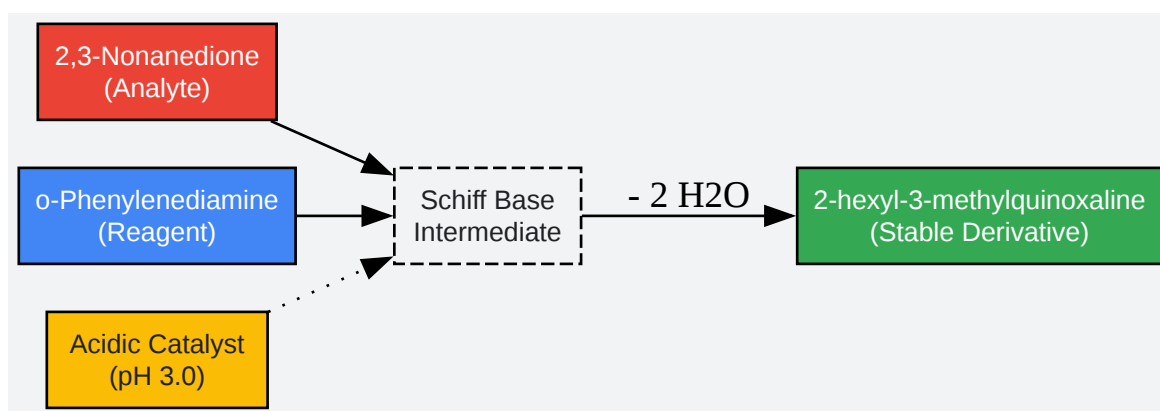 2,3-Nonanedione
(Analyte)
o-Phenylenediamine
(Reagent)
Acidic Catalyst
(pH 3.0)
Schiff Base
Intermediate
- 2 H2O
2-hexyl-3-methylquinoxaline
(Stable Derivative)